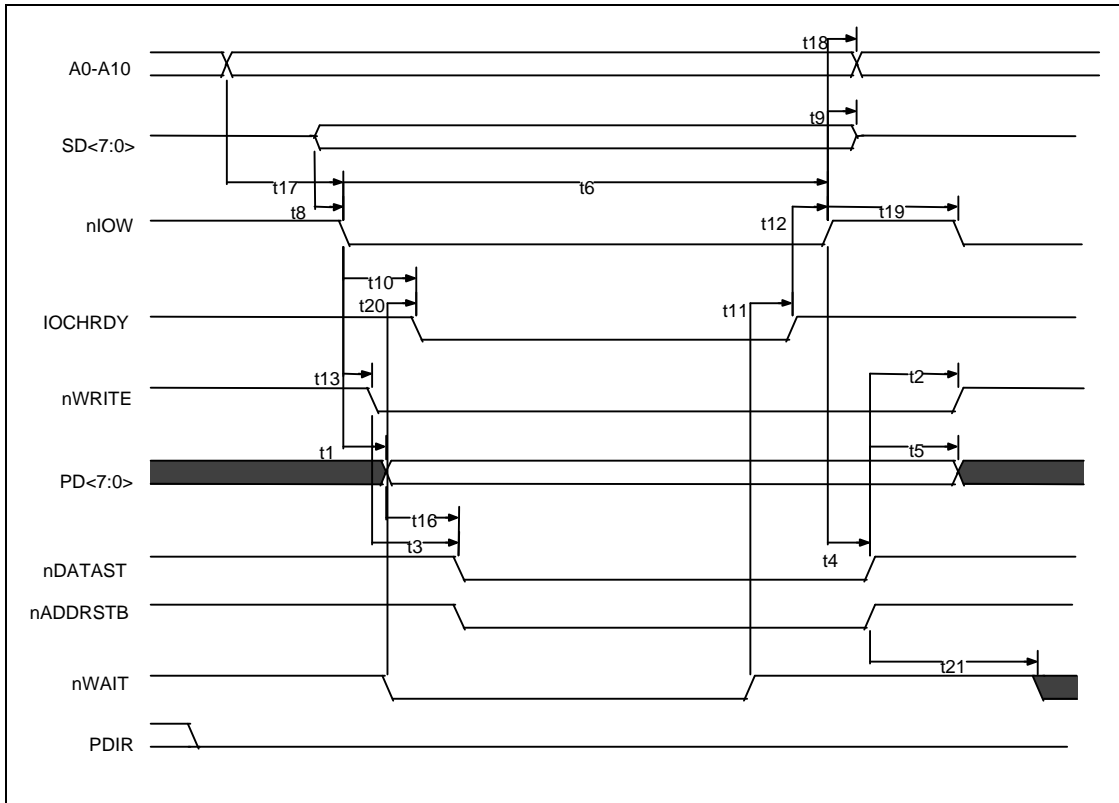 t18
A0-A10
t9
SD<7:0>
t17
t6
t8
t12
t19
nIOW
t10
t20
t11
IOCHRDY
t13
t2
nWRITE
t1
t5
PD<7:0>
t16
t3
t4
nDATAST
nADDRSTB
t21
nWAIT
PDIR